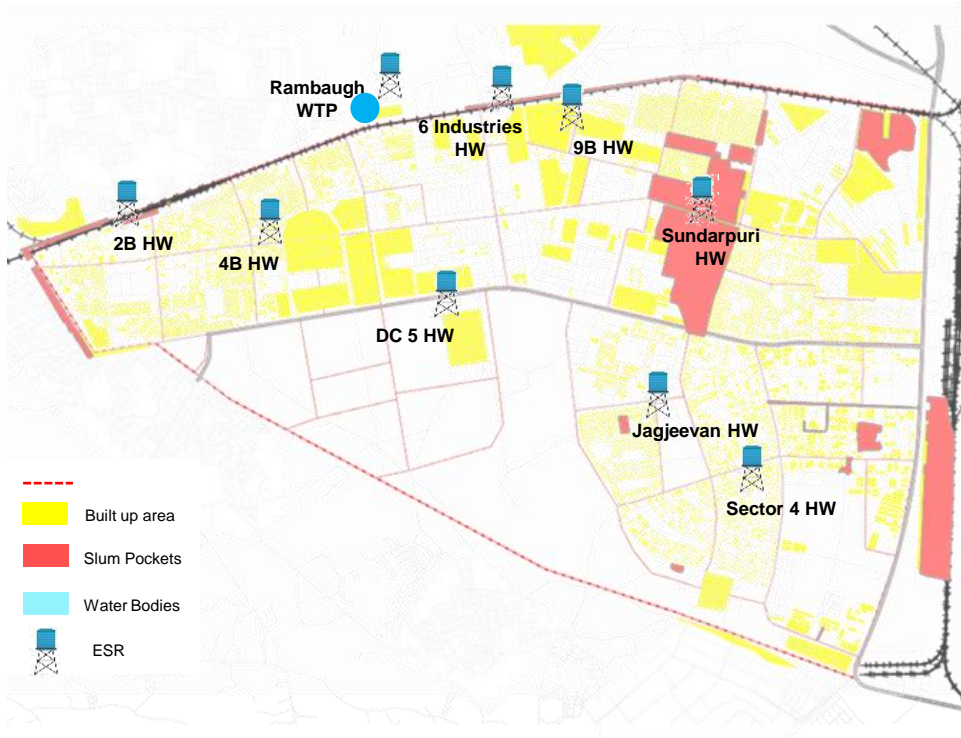 Rambaugh
WTP
6 Industries
HW
9B HW
2B HW
4B HW
Sundarpuri
HW
DC 5 HW
Jagjeevan HW
Sector 4 HW
Built up area
Slum Pockets
Water Bodies
ESR